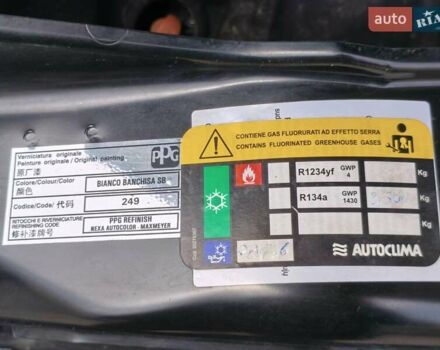 auto RIA
Verniciatura originale
Peinture originale / Original painting
原厂漆
PPG
Colore/Colour/Color
颜色
BIANCO BANCHISA SB
Codice/Code/ 代码
249
RITOCCHI E RIVERNICIATURE
REFINISHING CODE
修补漆牌号
PPG REFINISH
NEXA AUTOCOLOR - MAXMEYER
CONTIENE GAS FLUORURATI AD EFFETTO SERRA
CONTAINS FLUORINATED GREENHOUSE GASES
R1234yf GWP 4 Kg
R134a GWP 1430 Kg
Kg
AUTOCLIMA